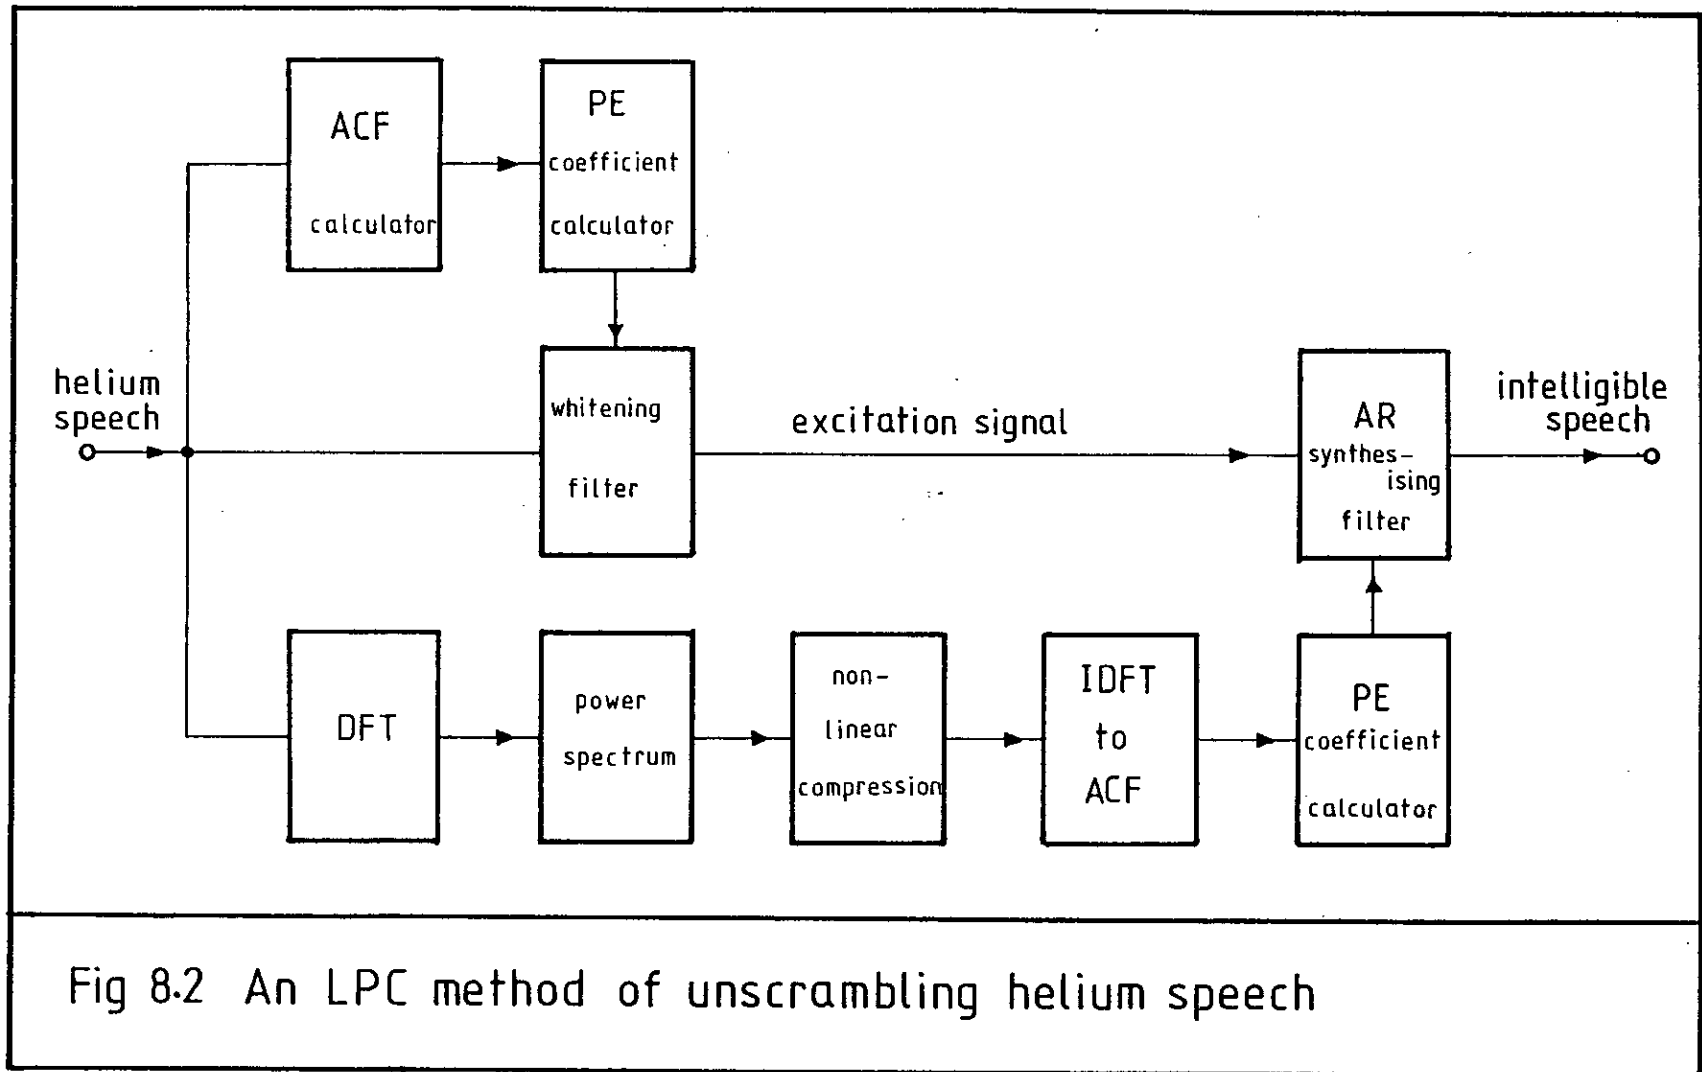 ACF
calculator
PE
coefficient
calculator
helium
speech
whitening
filter
excitation signal
AR
synthes-
ising
filter
intelligible
speech
DFT
power
spectrum
non-
linear
compression
IDFT
to
ACF
PE
coefficient
calculator
Fig 8.2 An LPC method of unscrambling helium speech